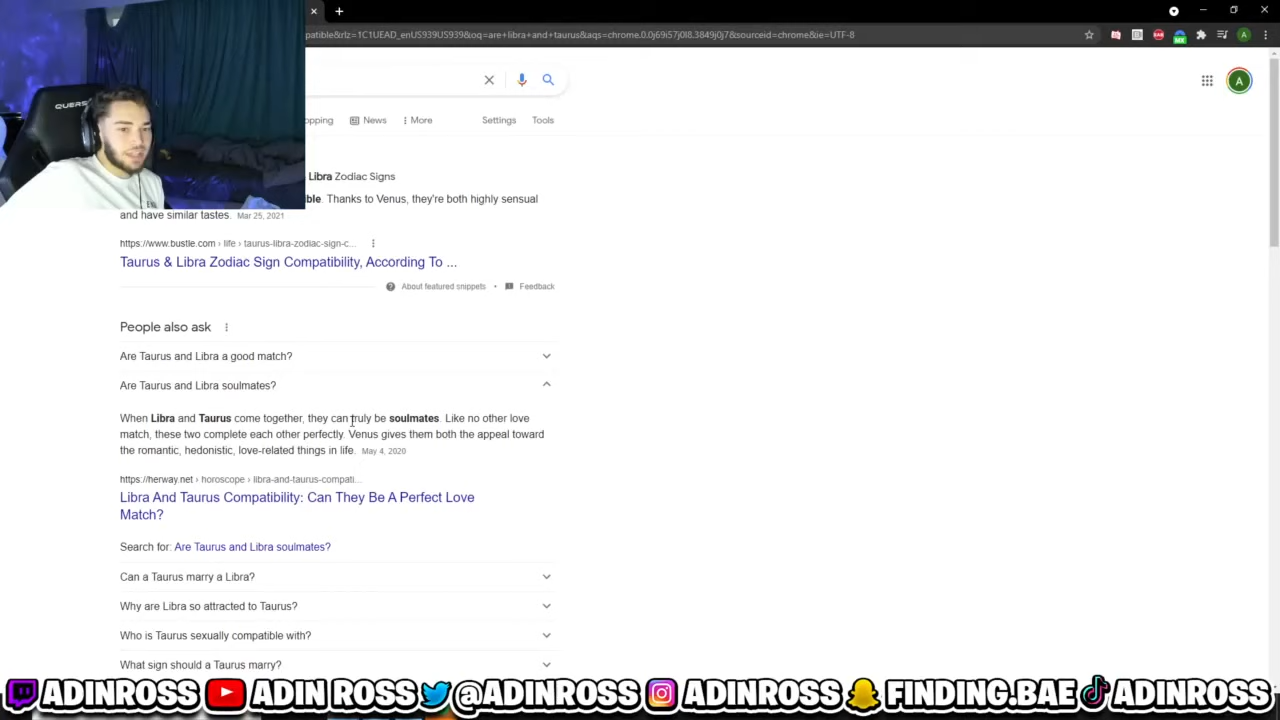 patible&rlz=1C1UEAD_enUS939US939&oq=are+libra+and+taurus&aqs=chrome.0.0j69i57j0l8.3849j0j7&sourceid=chrome&ie=UTF-8
A
QUERS
A
opping
News
More
Settings
Tools
Libra Zodiac Signs
ble. Thanks to Venus, they're both highly sensual
and have similar tastes. Mar 25, 2021
https://www.bustle.com › life › taurus-libra-zodiac-sign-c...
Taurus & Libra Zodiac Sign Compatibility, According To ...
About featured snippets • Feedback
People also ask
Are Taurus and Libra a good match?
Are Taurus and Libra soulmates?
When Libra and Taurus come together, they can truly be soulmates. Like no other love
match, these two complete each other perfectly. Venus gives them both the appeal toward
the romantic, hedonistic, love-related things in life. May 4, 2020
https://herway.net › horoscope › libra-and-taurus-compati...
Libra And Taurus Compatibility: Can They Be A Perfect Love
Match?
Search for: Are Taurus and Libra soulmates?
Can a Taurus marry a Libra?
Why are Libra so attracted to Taurus?
Who is Taurus sexually compatible with?
What sign should a Taurus marry?
ADINROSS ADIN ROSS @ADINROSS ADINROSS FINDING.BAE ADINROSS